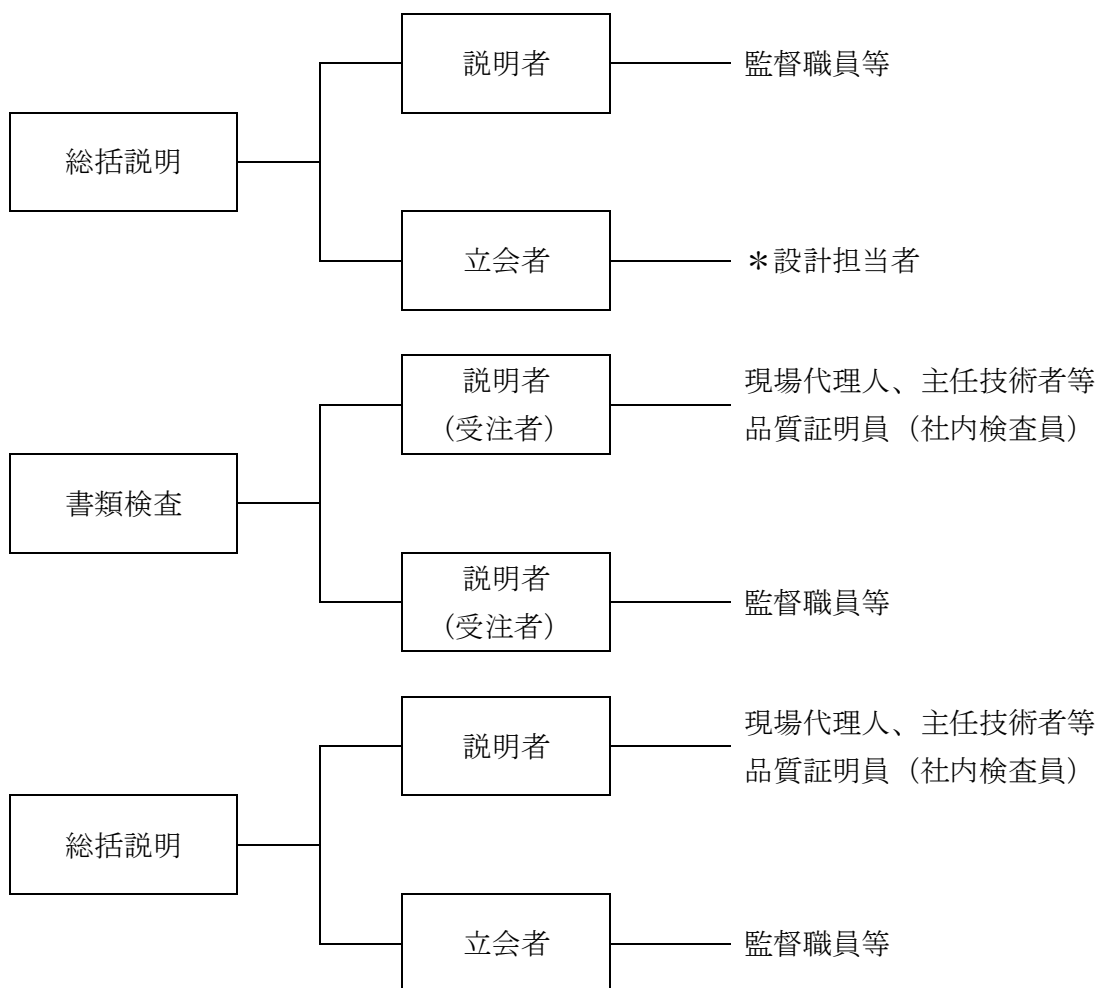 説明者
監督職員等
総括説明
立会者
＊設計担当者
説明者
(受注者)
現場代理人、主任技術者等
品質証明員（社内検査員）
書類検査
説明者
(受注者)
監督職員等
説明者
現場代理人、主任技術者等
品質証明員（社内検査員）
総括説明
立会者
監督職員等